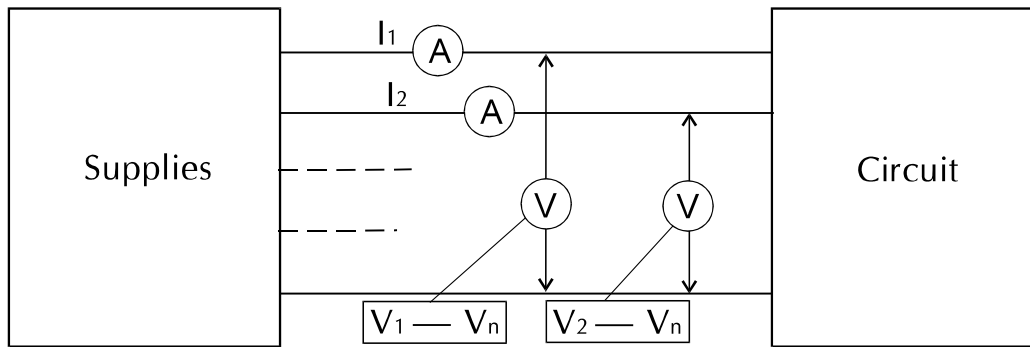 I1
A
I2
A
Supplies
Circuit
V
V
V1 — Vn
V2 — Vn